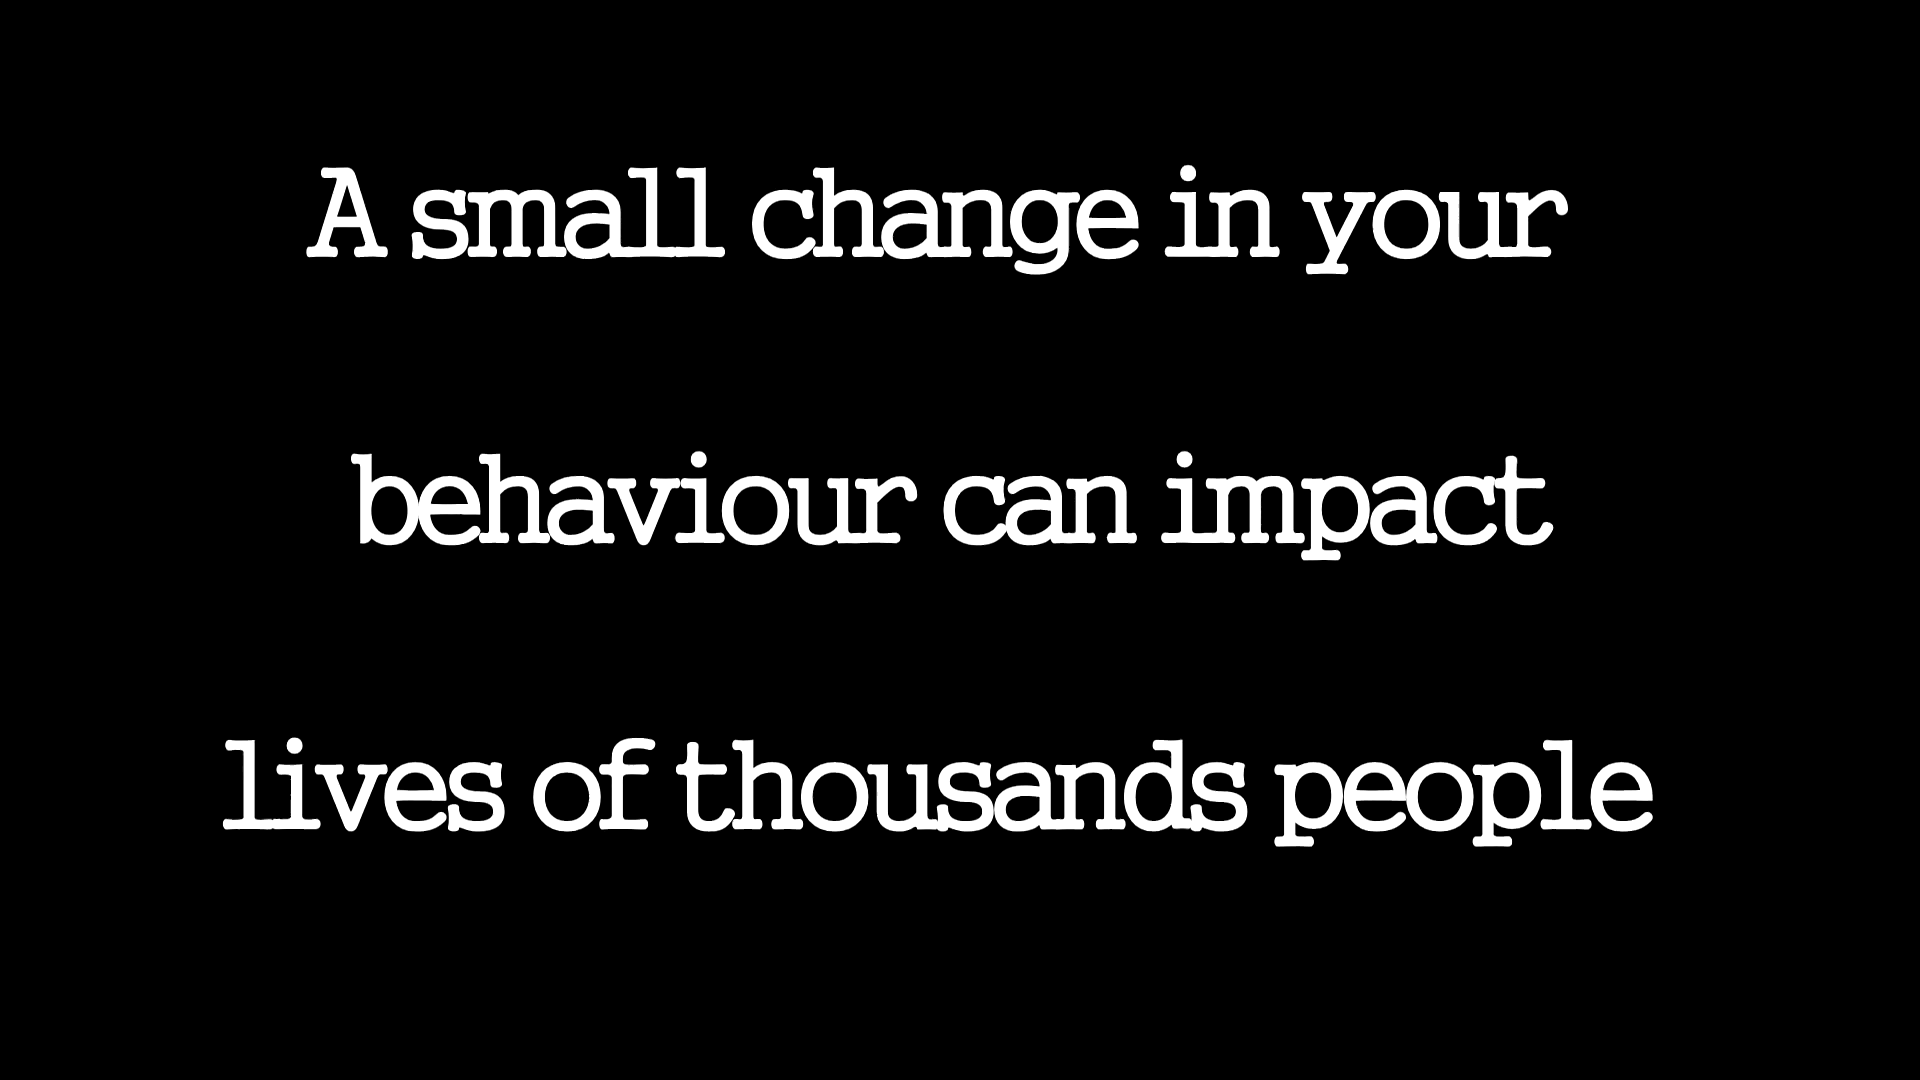 A small change in your
behaviour can impact
lives of thousands people